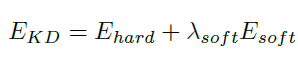 E_{KD} = E_{hard} + λ_{soft}E_{soft}